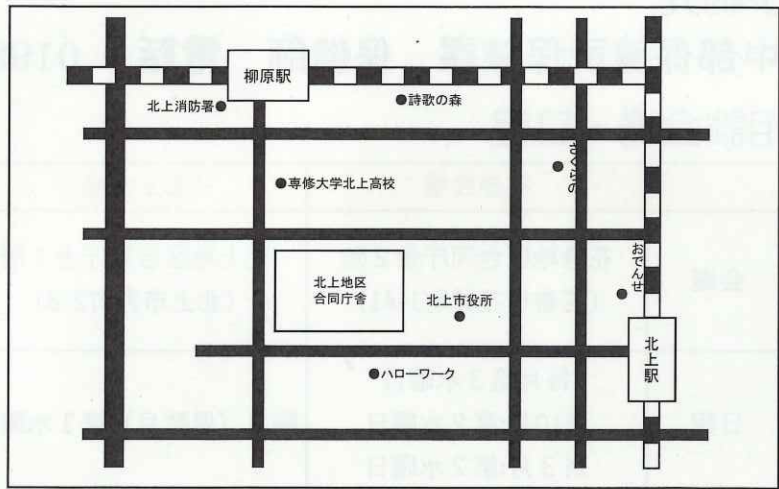 柳原駅
北上消防署
詩歌の森
さくらの
専修大学北上高校
おでんせ
北上地区
合同庁舎
北上市役所
北上駅
ハローワーク